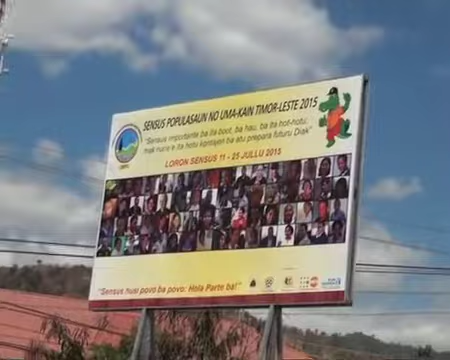 SENSUS POPULASAUN NO UMA-KAIN TIMOR-LESTE 2015
"Sensus importante ba ita boot, ba hau, ba ita hot-hotu,
mak nune'e ita hotu kontijen ba atu prepara futuru Diak"
LORON SENSUS 11 - 25 JULLU 2015
"Sensus husi povo ba povo: Hola Parte ba!"